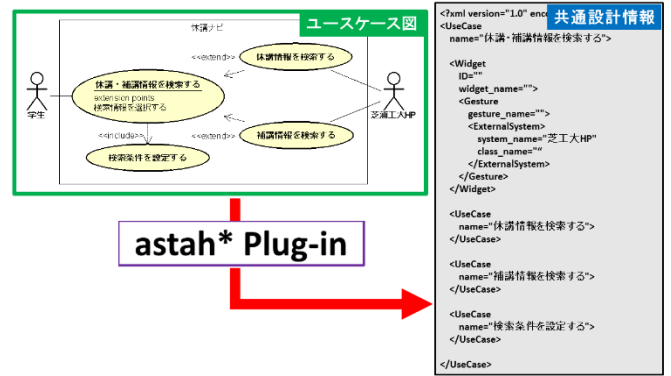 ユースケース図
休講ナビ
<<extend>>
休講情報を検索する
休講・補講情報を検索する
extension points
検索情報を選択する
学生
芝浦工大HP
<<include>>
<<extend>>
補講情報を検索する
検索条件を設定する
astah* Plug-in
共通設計情報
<?xml version="1.0" enc
<UseCase
name="休講・補講情報を検索する">
<Widget
ID=""
widget_name="">
<Gesture
gesture_name="">
<ExternalSystem>
system_name="芝工大HP"
class_name=""
</ExternalSystem>
</Gesture>
</Widget>
<UseCase
name="休講情報を検索する">
</UseCase>
<UseCase
name="補講情報を検索する">
</UseCase>
<UseCase
name="検索条件を設定する">
</UseCase>
</UseCase>